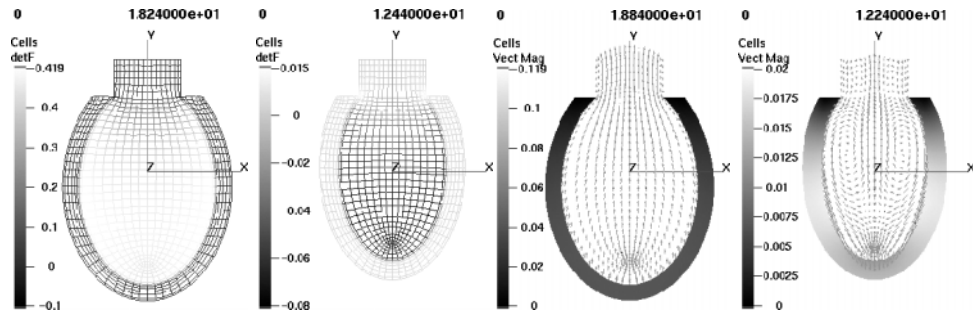 0 1.824000e+01
Cells
detF
0.419
0.4
0.3
0.2
0.1
0
-0.1
Y
Z
X
0 1.244000e+01
Cells
detF
0.015
0
-0.02
-0.04
-0.06
-0.08
Y
Z
X
0 1.884000e+01
Cells
Vect Mag
0.119
0.1
0.08
0.06
0.04
0.02
0
Y
Z
X
0 1.224000e+01
Cells
Vect Mag
0.02
0.0175
0.015
0.0125
0.01
0.0075
0.005
0.0025
0
Y
Z
X